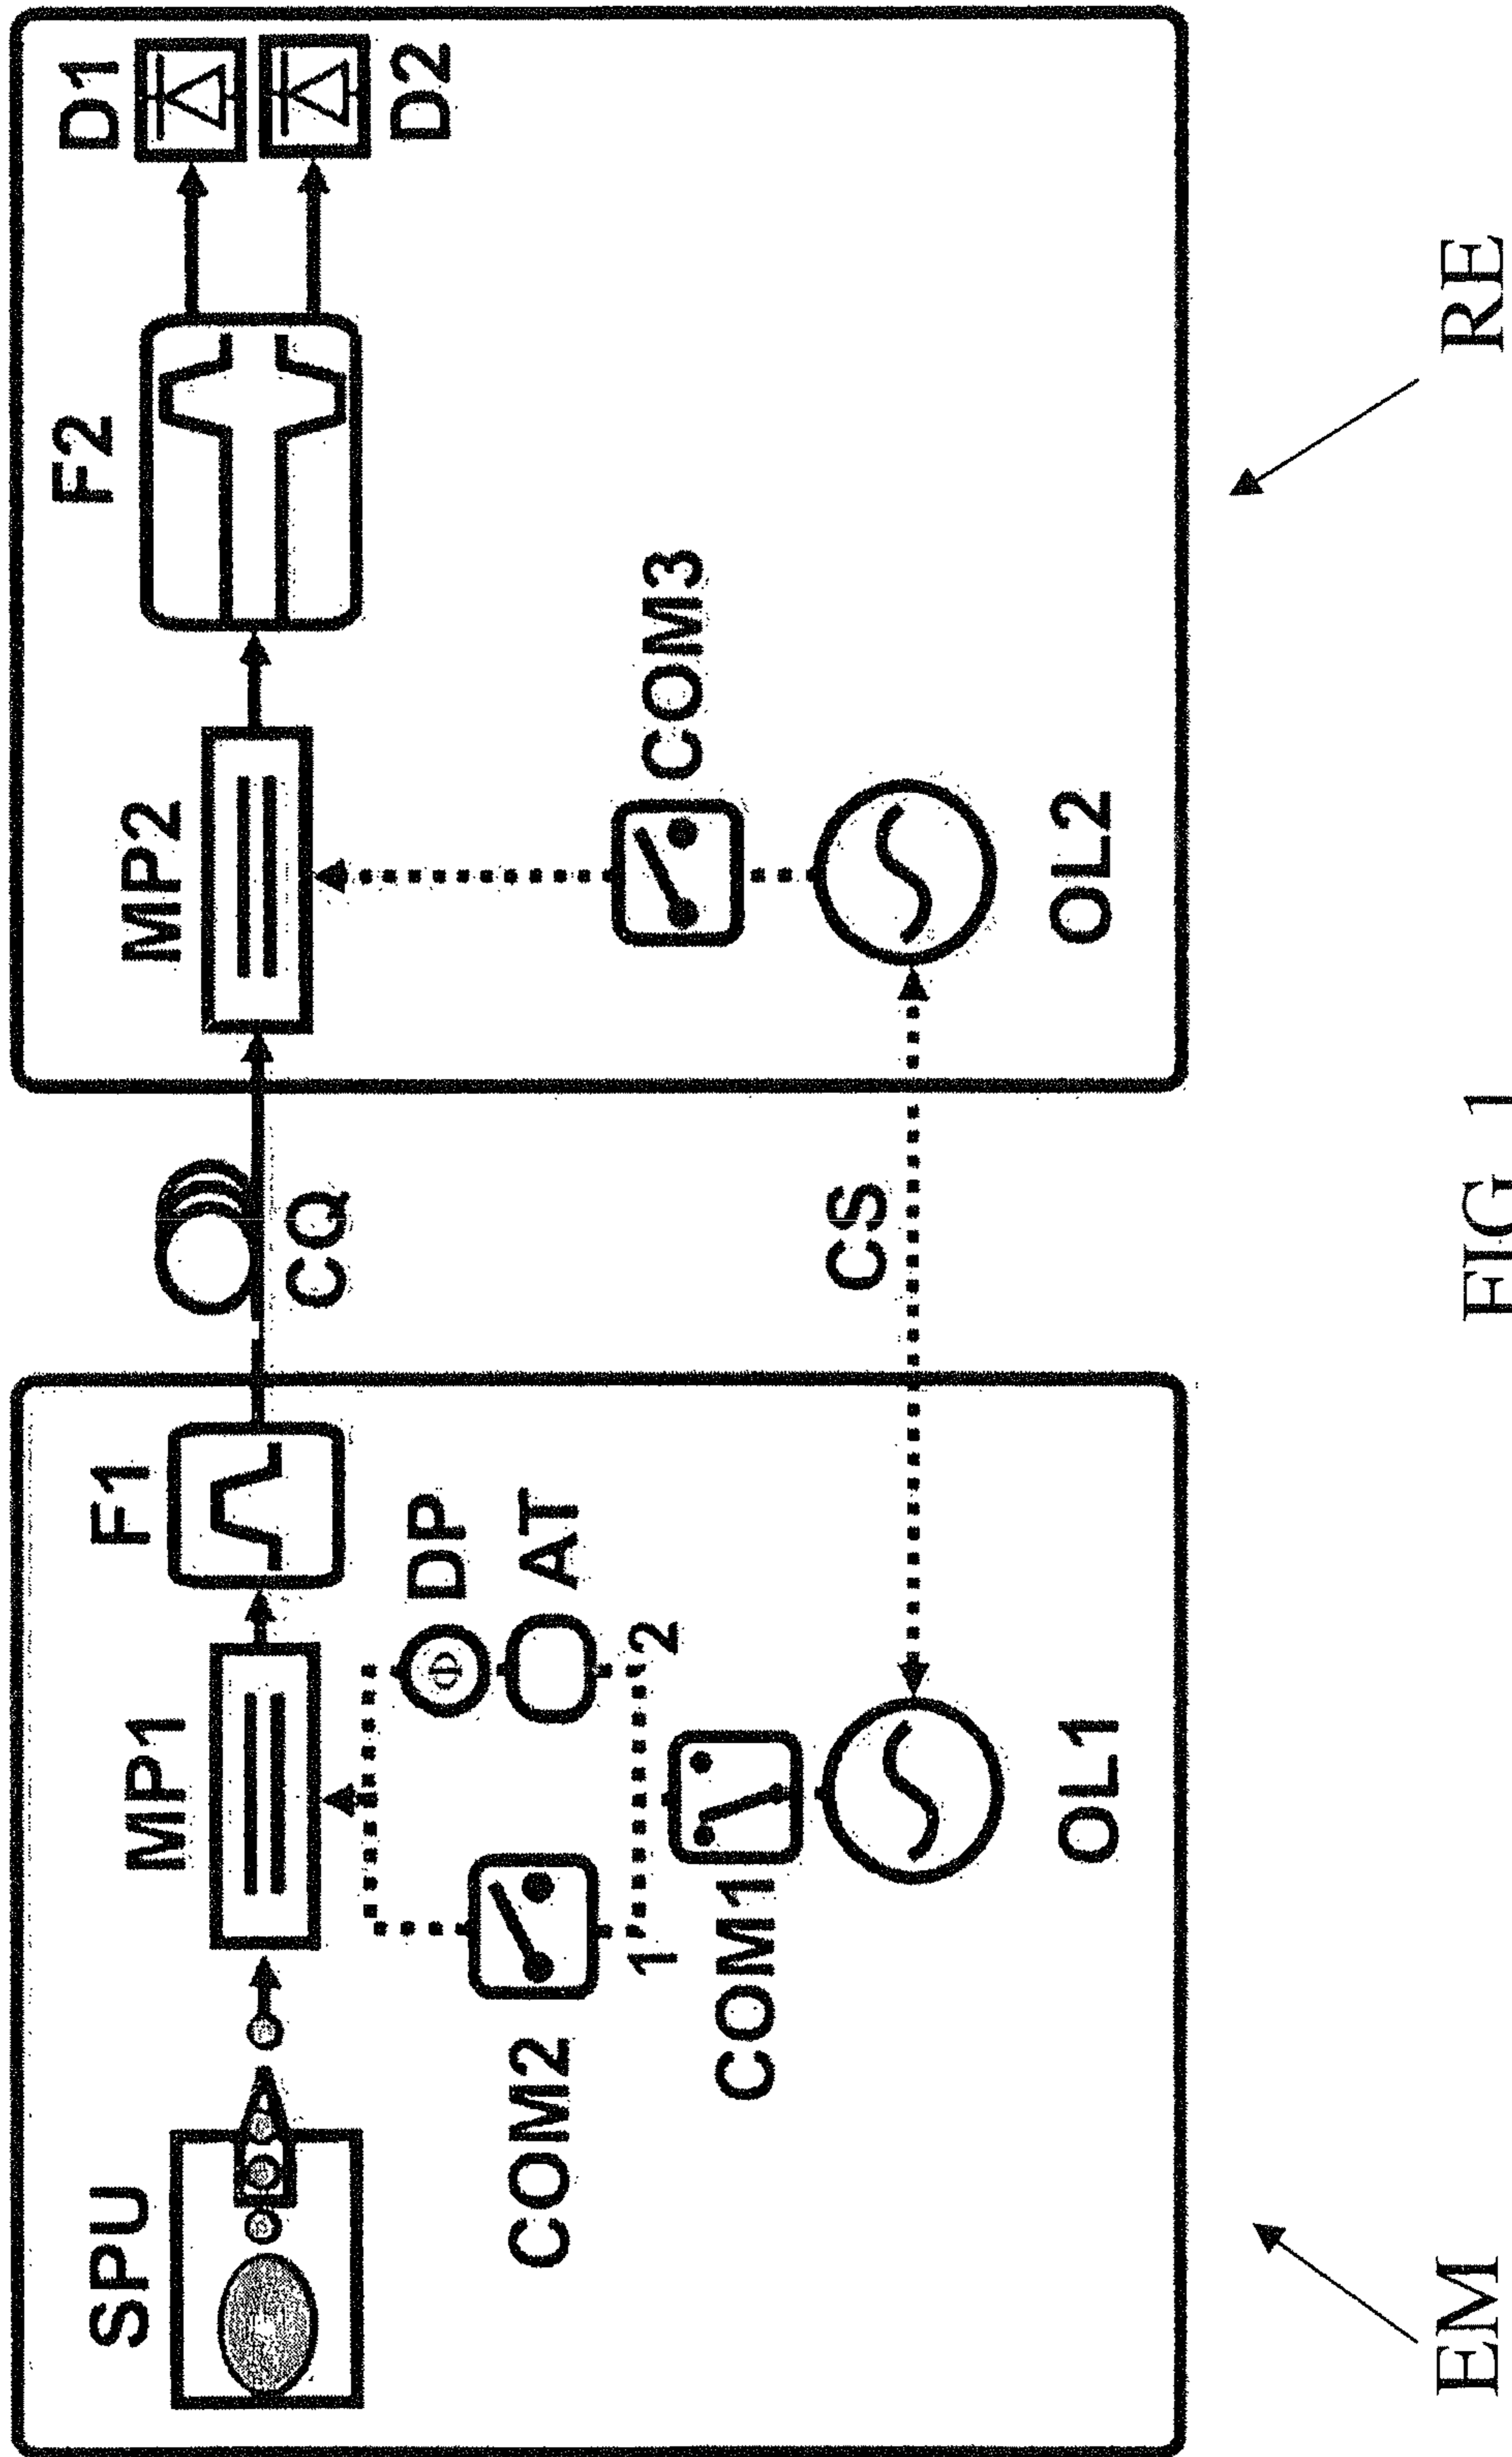 SPU
MP1
F1
CQ
MP2
F2
D1
D2
COM2
DP
AT
1
2
COM1
OL1
CS
COM3
OL2
EM
RE
FIG 1